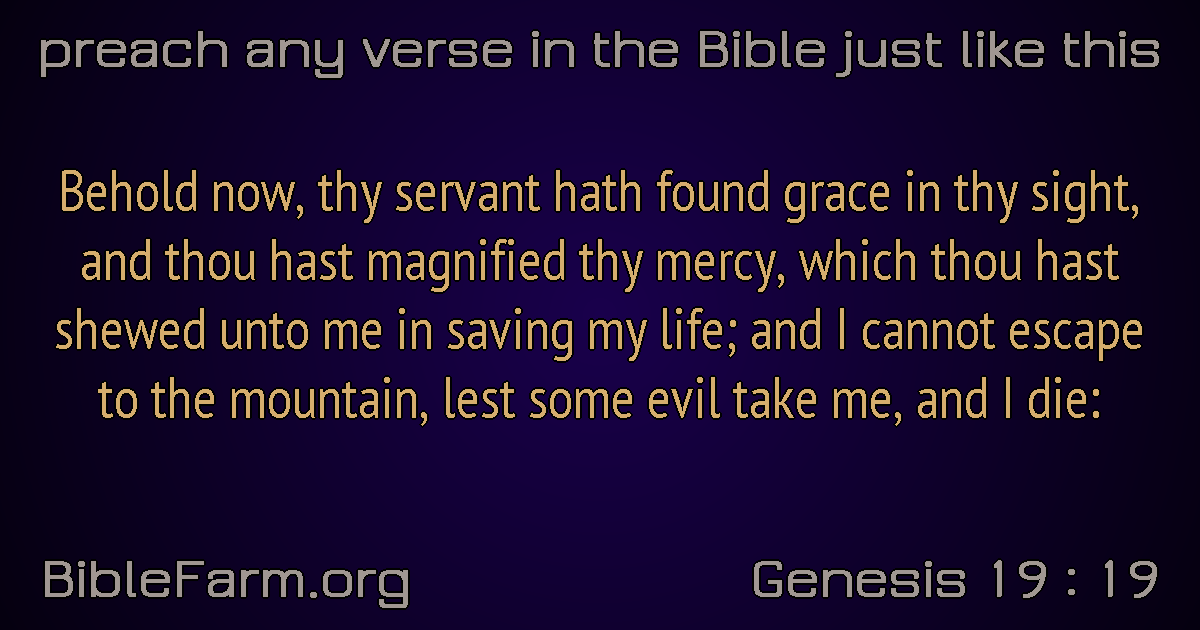 preach any verse in the Bible just like this
Behold now, thy servant hath found grace in thy sight,
and thou hast magnified thy mercy, which thou hast
shewed unto me in saving my life; and I cannot escape
to the mountain, lest some evil take me, and I die:
BibleFarm.org
Genesis 19 : 19